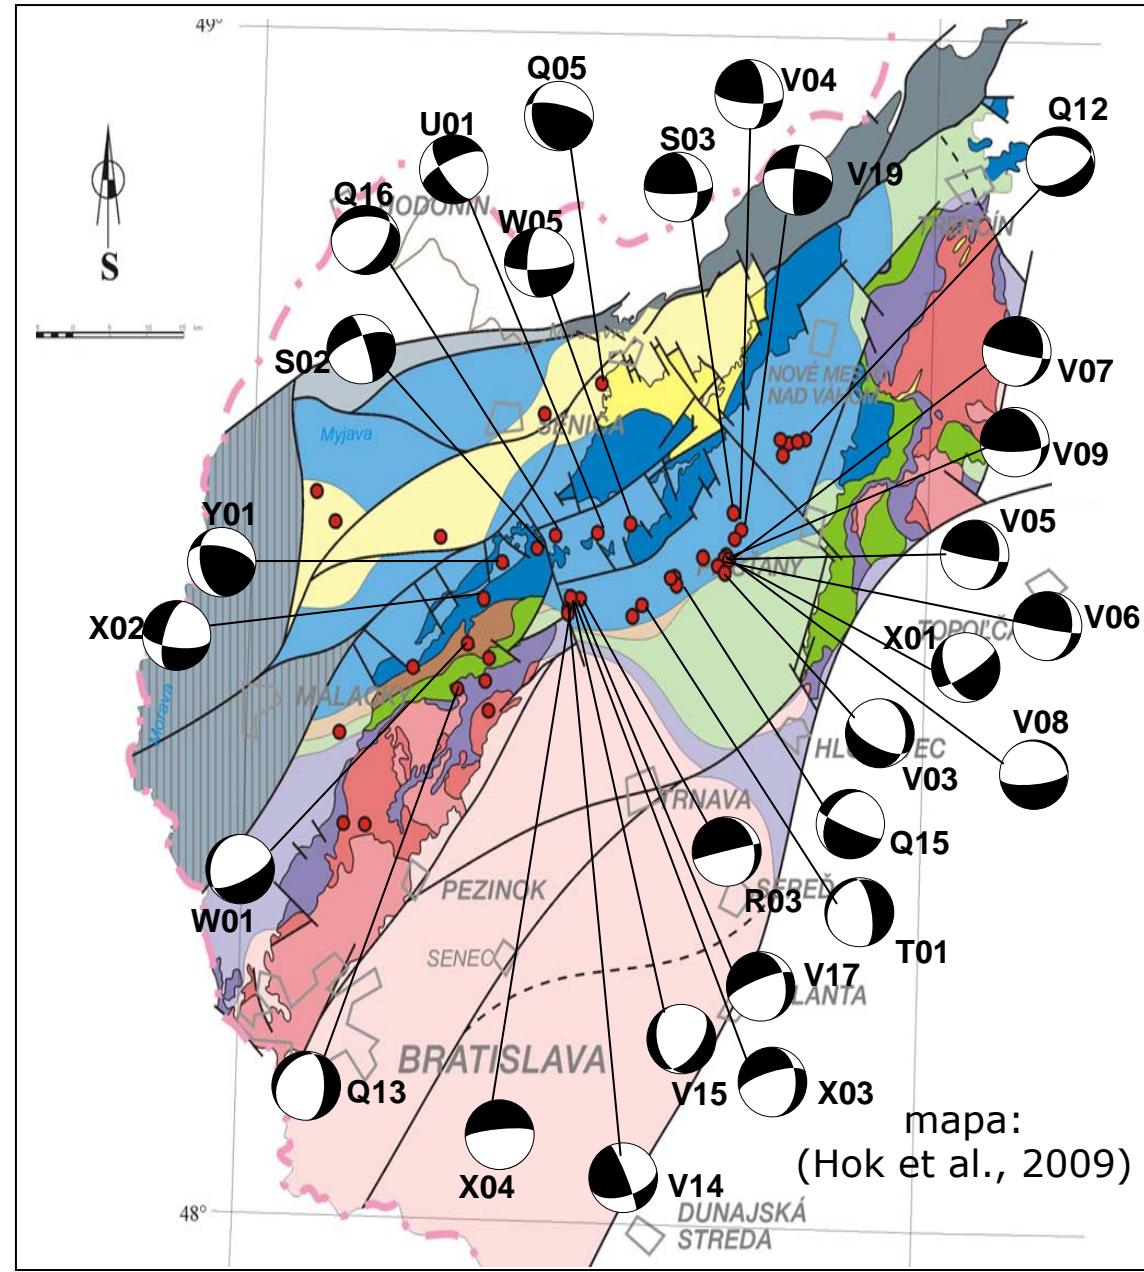 49°
Q05
V04
Q12
U01
S03
V19
Q16
HODONÍN
W05
TRENČÍN
S
S02
V07
NOVÉ MESTO
NAD VÁHOM
SENICA
Myjava
V09
Y01
V05
PIEŠŤANY
X02
X01
TOPOĽČA
V06
MALACKY
Morava
V08
HLOHOVEC
V03
TRNAVA
Q15
PEZINOK
SEREĎ
R03
W01
T01
SENEC
V17
GALANTA
BRATISLAVA
V15
X03
Q13
mapa:
(Hok et al., 2009)
X04
V14
48°
DUNAJSKÁ
STREDA